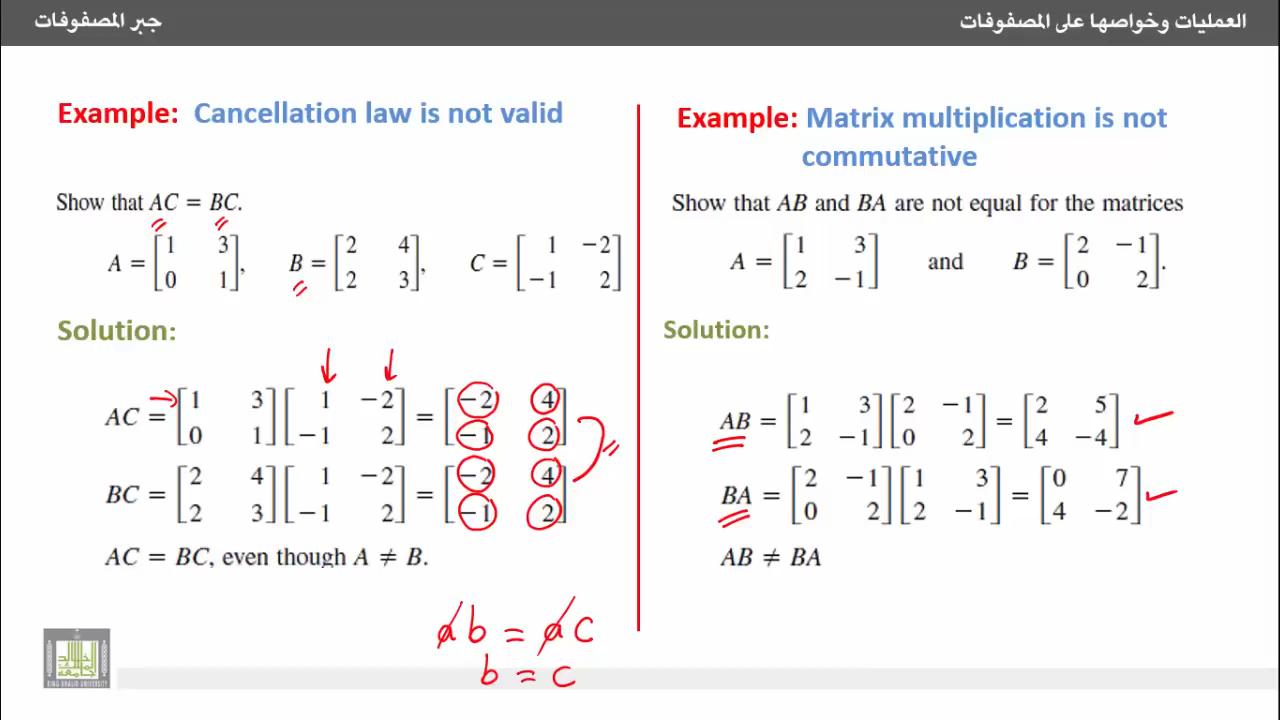 العمليات وخواصها على المصفوفات
جبر المصفوفات
Example: Cancellation law is not valid
Show that AC = BC.
A = [1 3; 0 1], B = [2 4; 2 3], C = [1 −2; −1 2]
Solution:
AC = [1 3; 0 1] [1 −2; −1 2] = [−2 4; −1 2]
BC = [2 4; 2 3] [1 −2; −1 2] = [−2 4; −1 2]
AC = BC, even though A ≠ B.
a b = a c
b = c
Example: Matrix multiplication is not
commutative
Show that AB and BA are not equal for the matrices
A = [1 3; 2 −1] and B = [2 −1; 0 2].
Solution:
AB = [1 3; 2 −1] [2 −1; 0 2] = [2 5; 4 −4]
BA = [2 −1; 0 2] [1 3; 2 −1] = [0 7; 4 −2]
AB ≠ BA
KING KHALID UNIVERSITY